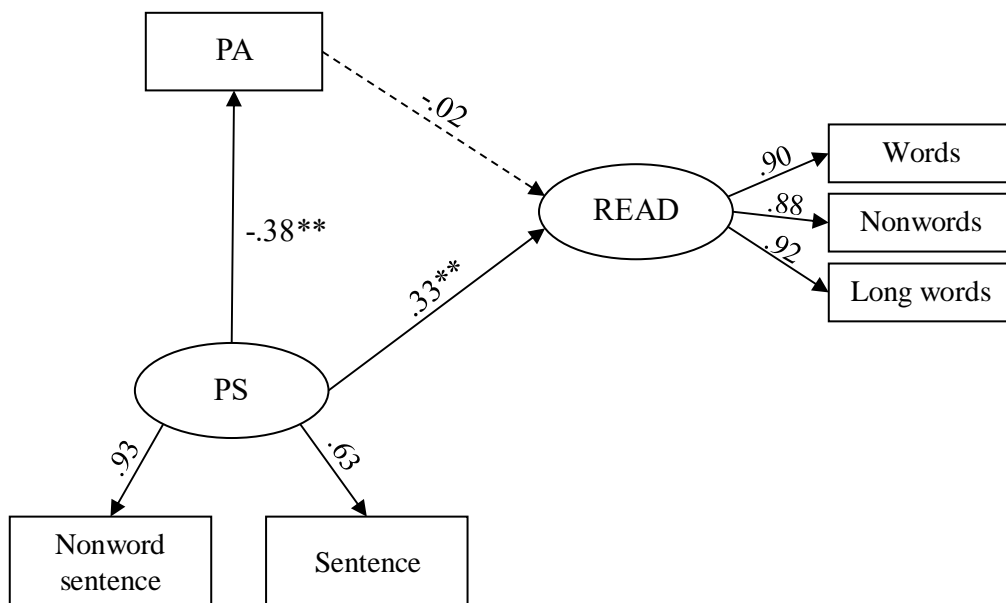 PA
-.02
READ
.90
Words
.88
Nonwords
.92
Long words
-.38**
.33**
PS
.93
.63
Nonword
sentence
Sentence